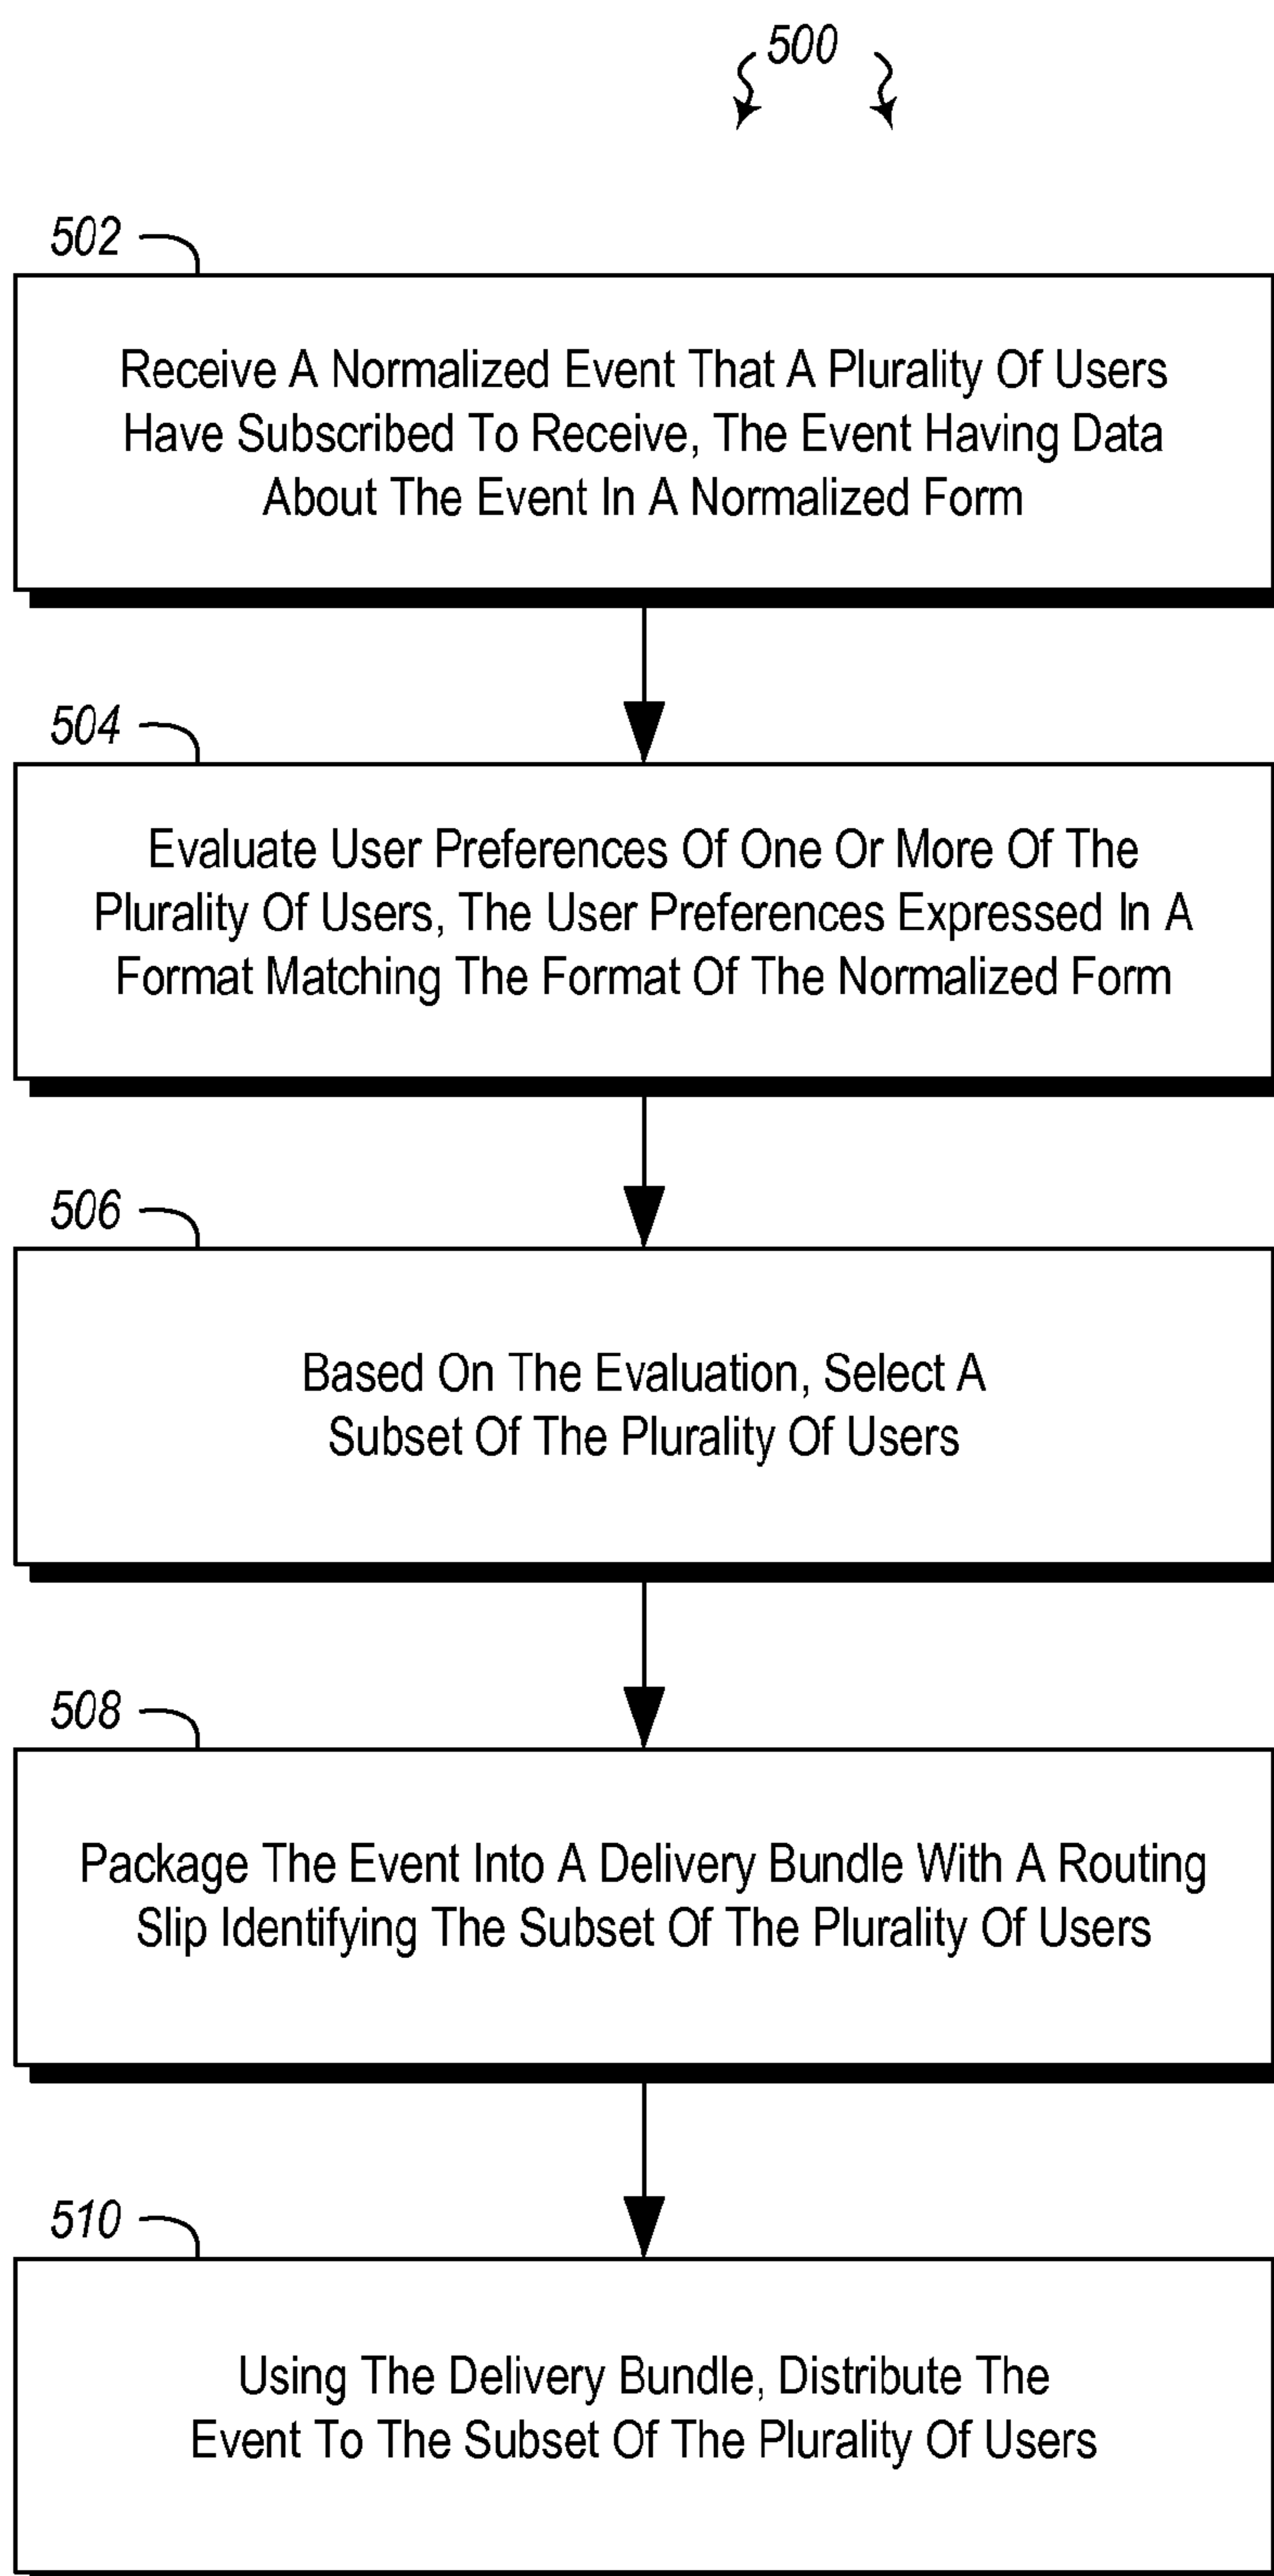 500
502
Receive A Normalized Event That A Plurality Of Users
Have Subscribed To Receive, The Event Having Data
About The Event In A Normalized Form
504
Evaluate User Preferences Of One Or More Of The
Plurality Of Users, The User Preferences Expressed In A
Format Matching The Format Of The Normalized Form
506
Based On The Evaluation, Select A
Subset Of The Plurality Of Users
508
Package The Event Into A Delivery Bundle With A Routing
Slip Identifying The Subset Of The Plurality Of Users
510
Using The Delivery Bundle, Distribute The
Event To The Subset Of The Plurality Of Users